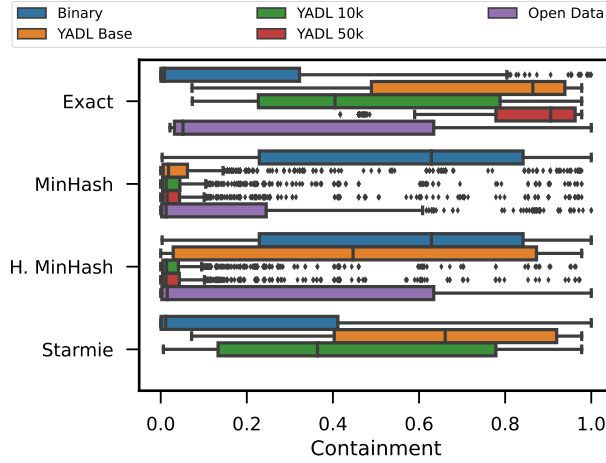 Binary YADL 10k Open Data
YADL Base YADL 50k
Exact
MinHash
H. MinHash
Starmie
0.0 0.2 0.4 0.6 0.8 1.0
Containment